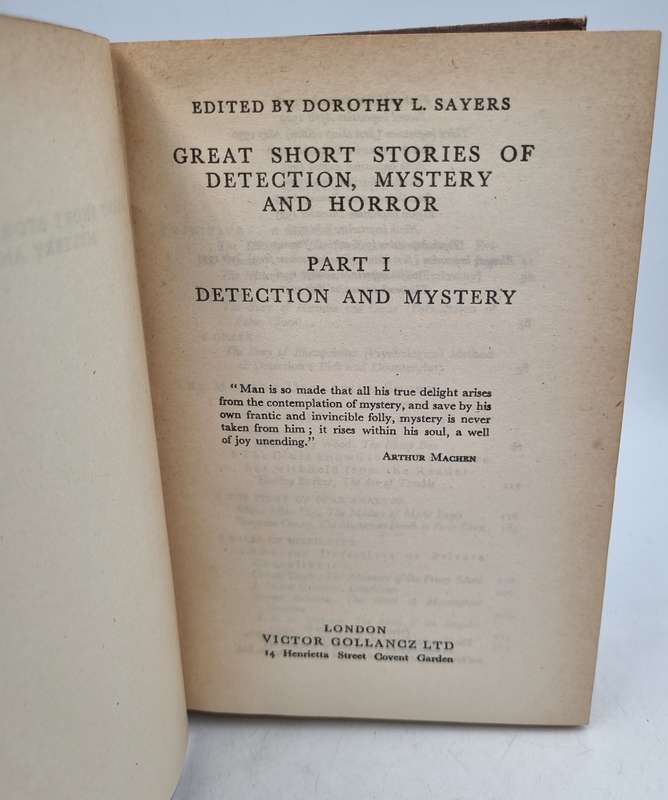 EDITED BY DOROTHY L. SAYERS
GREAT SHORT STORIES OF
DETECTION, MYSTERY
AND HORROR
PART I
DETECTION AND MYSTERY
"Man is so made that all his true delight arises
from the contemplation of mystery, and save by his
own frantic and invincible folly, mystery is never
taken from him; it rises within his soul, a well
of joy unending."
ARTHUR MACHEN
LONDON
VICTOR GOLLANCZ LTD
14 Henrietta Street Covent Garden